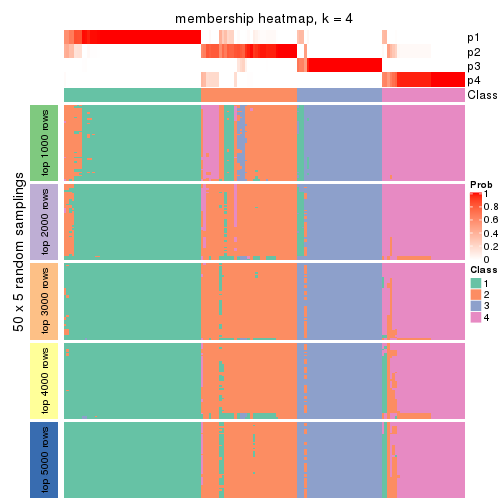 membership heatmap, k = 4
p1
p2
p3
p4
Class
50 x 5 random samplings
top 1000 rows
top 2000 rows
top 3000 rows
top 4000 rows
top 5000 rows
Prob
1
0.8
0.6
0.4
0.2
0
Class
1
2
3
4